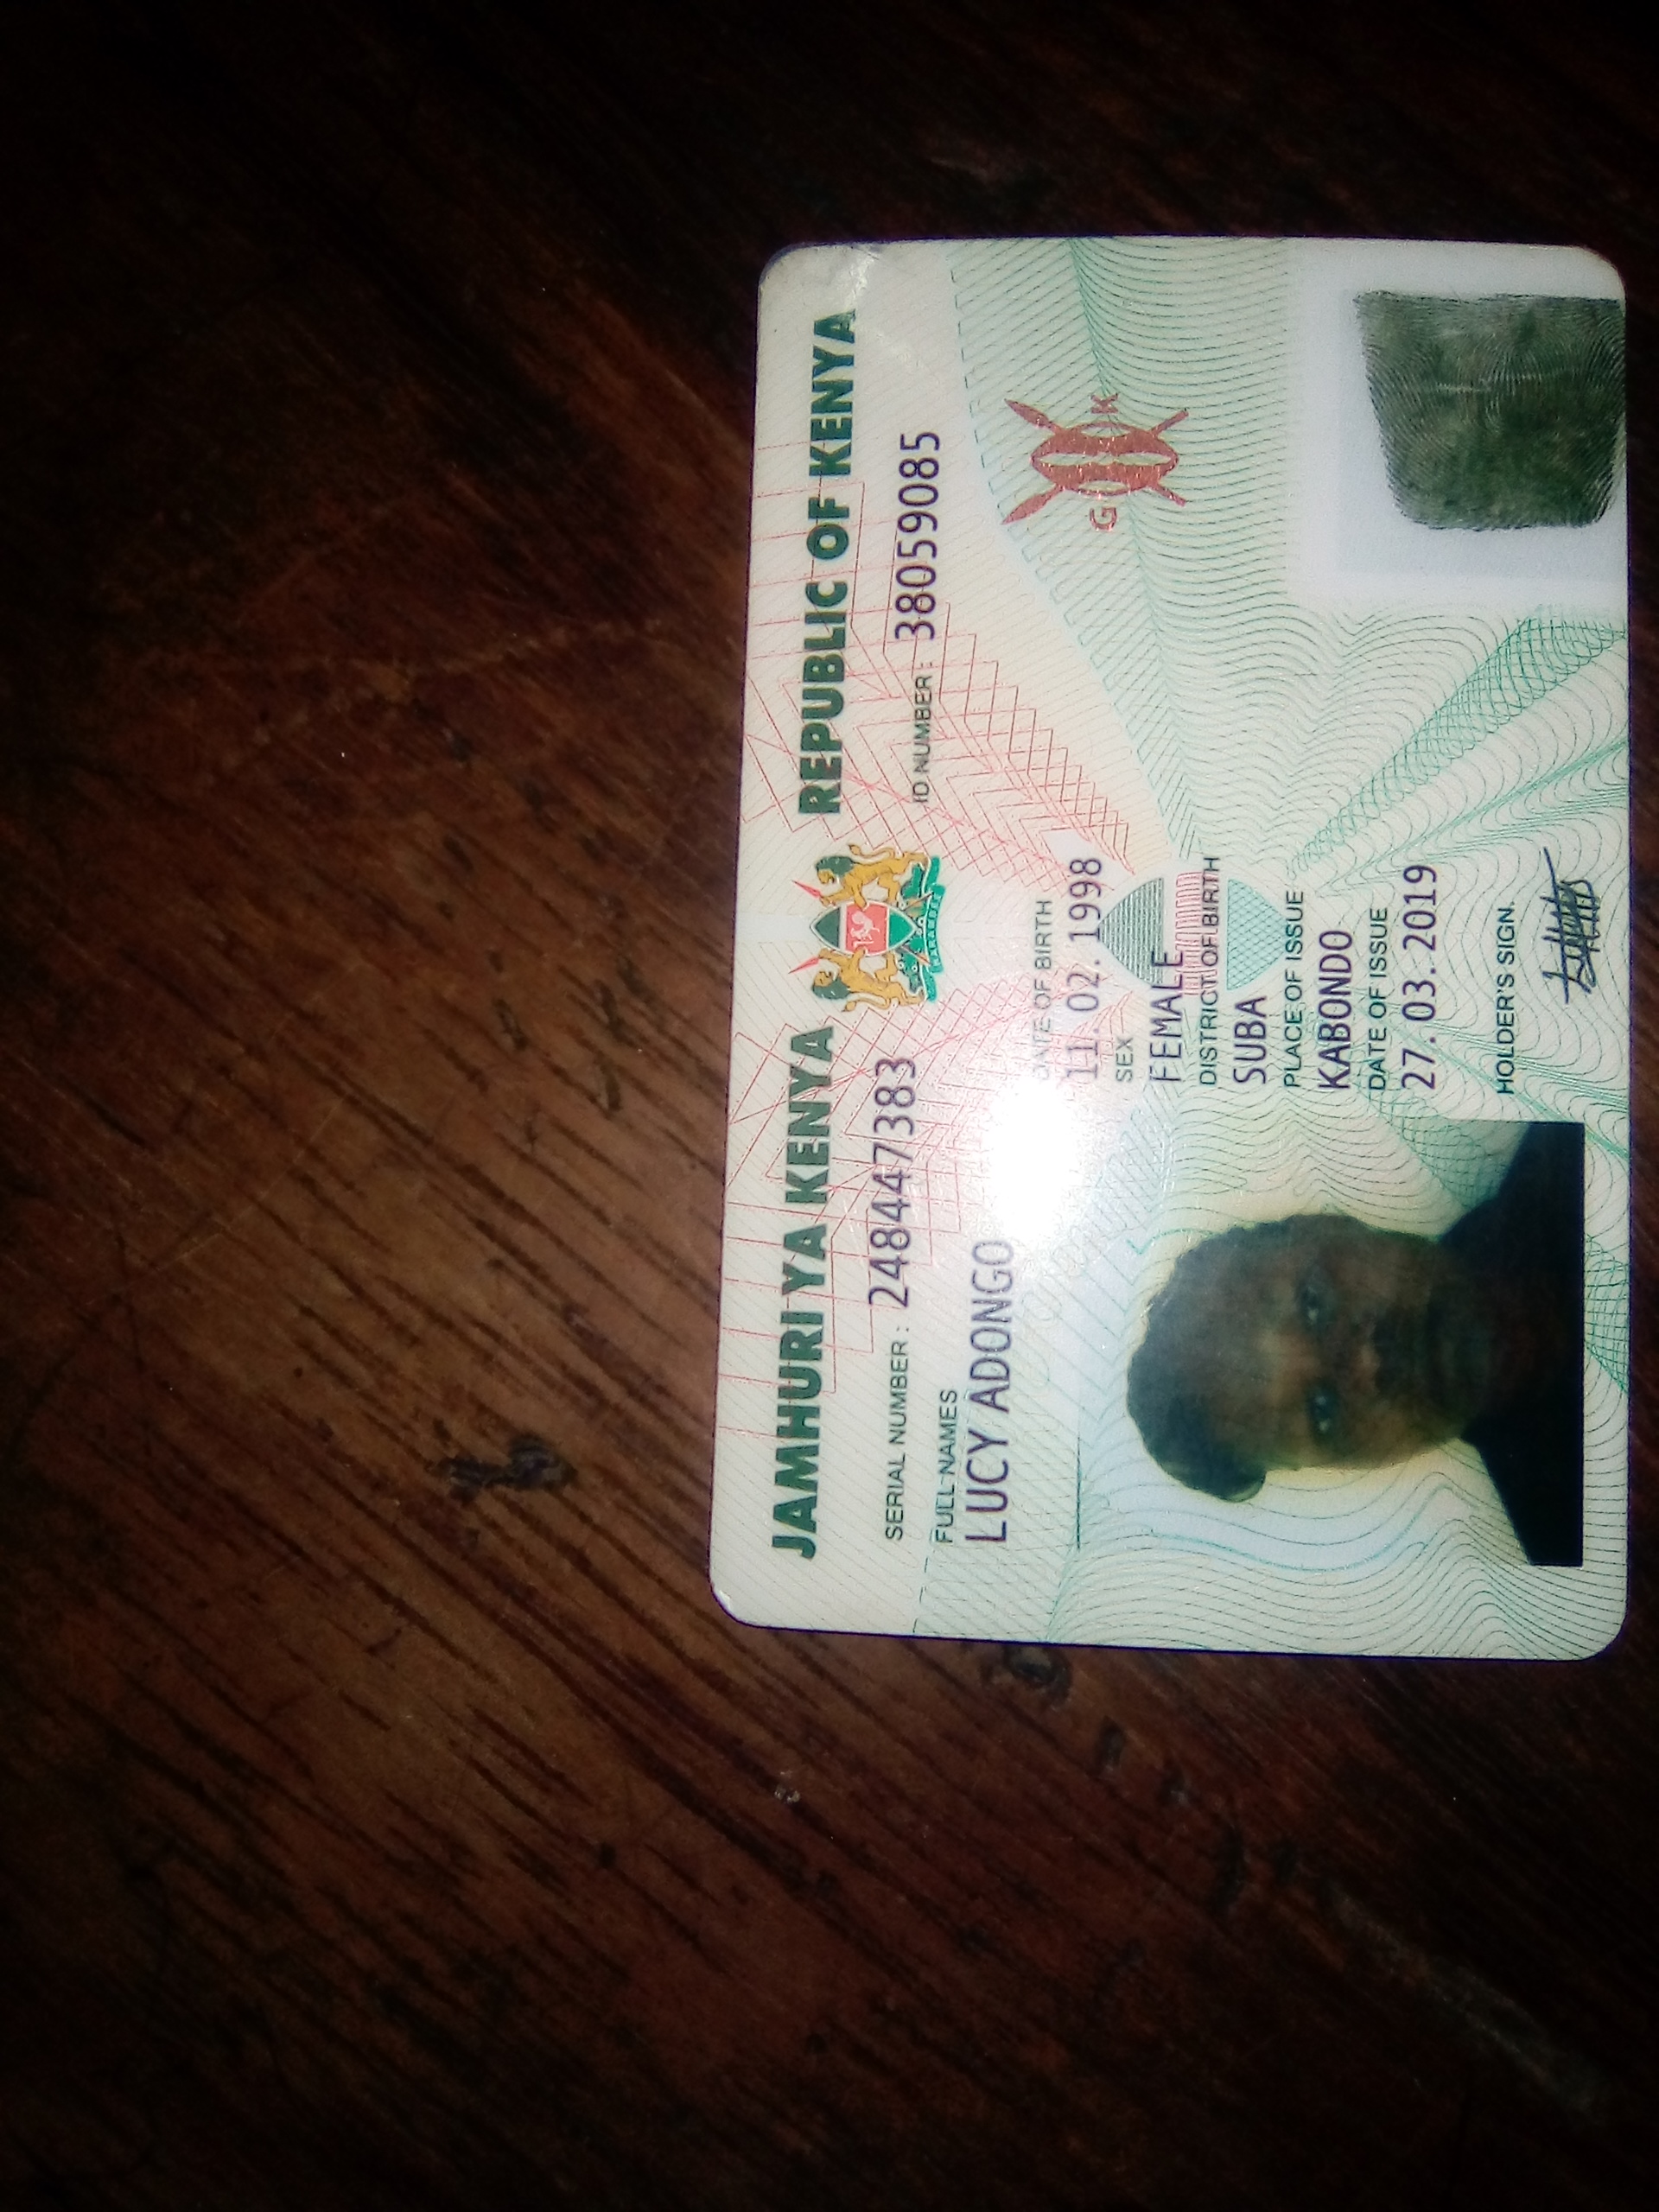 JAMHURI YA KENYA REPUBLIC OF KENYA
SERIAL NUMBER : 248447383 ID NUMBER : 38059085
HARAMBEE
FULL NAMES
LUCY ADONGO
DATE OF BIRTH
11. 02. 1998
SEX
FEMALE
DISTRICT OF BIRTH
SUBA
PLACE OF ISSUE
KABONDO
DATE OF ISSUE
27. 03. 2019
HOLDER'S SIGN.
G K